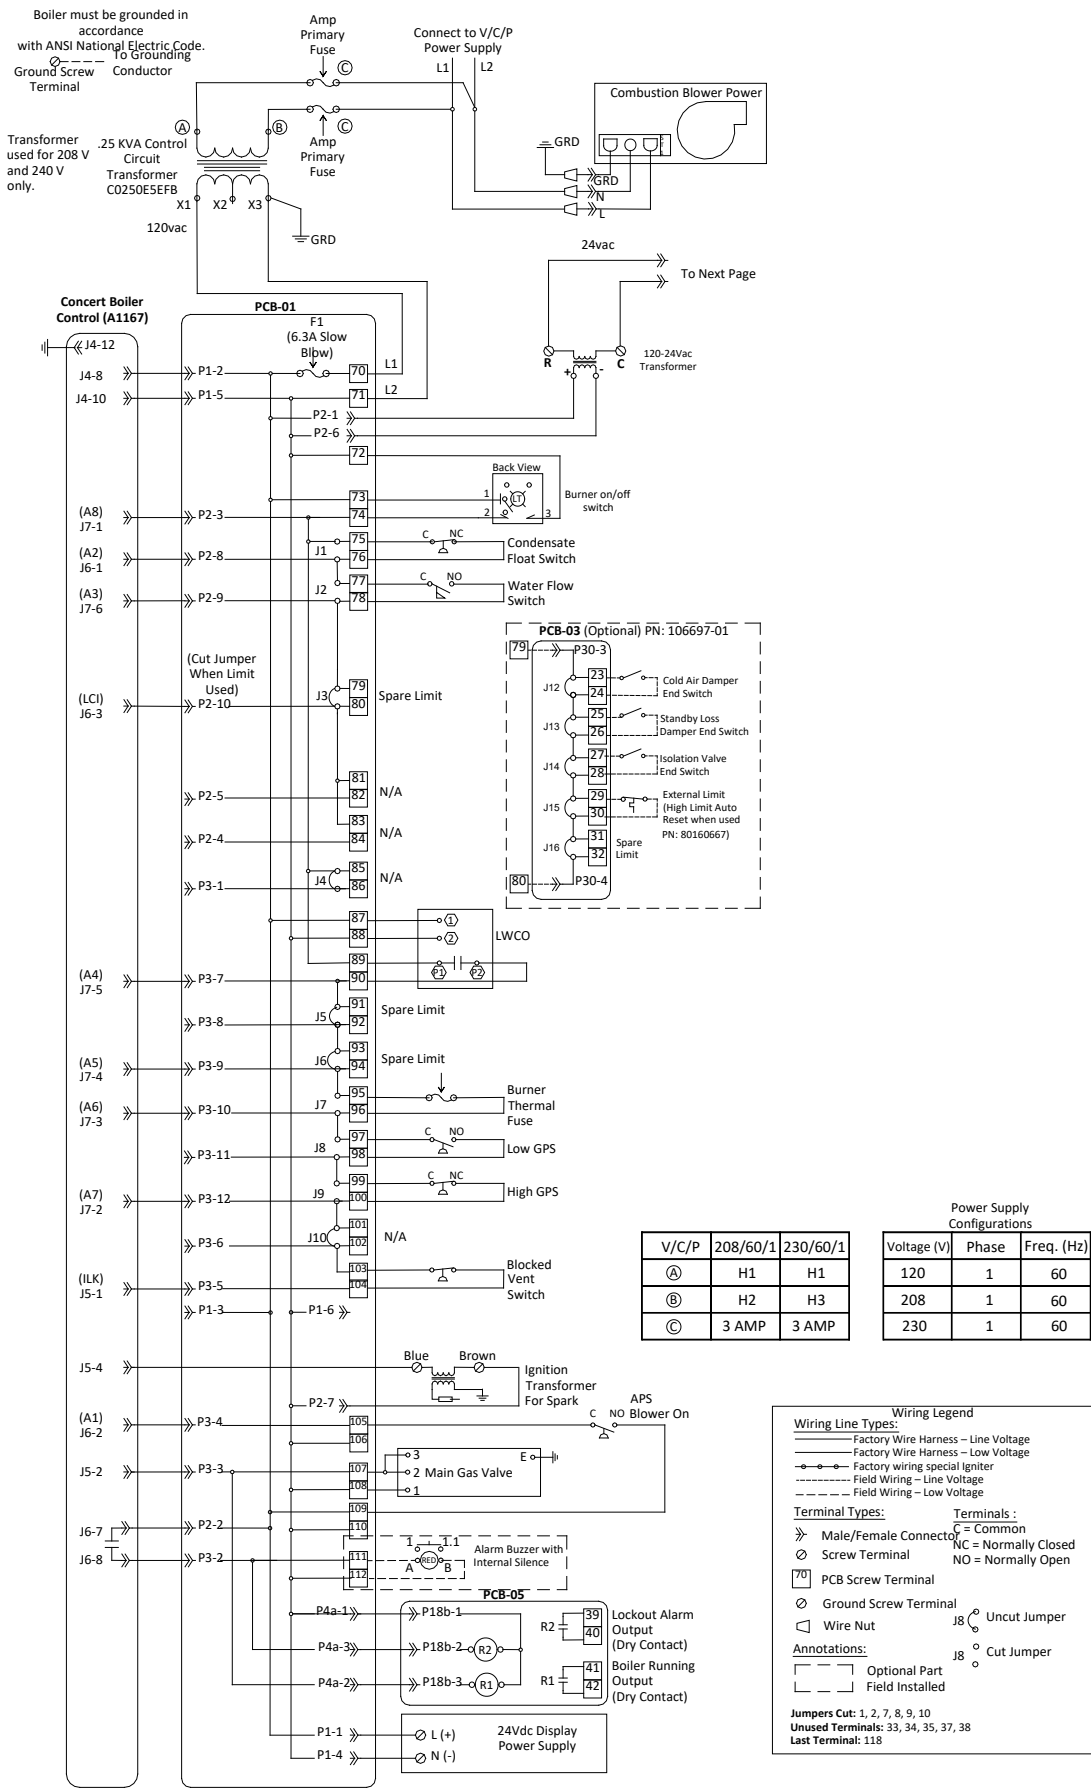 Boiler must be grounded in
accordance
with ANSI National Electric Code.
To Grounding
Conductor
Ground Screw
Terminal
Amp
Primary
Fuse
C
Connect to V/C/P
Power Supply
L1
L2
Combustion Blower Power
A
B
C
Amp
Primary
Fuse
Transformer
used for 208 V
and 240 V
only.
.25 KVA Control
Circuit
Transformer
C0250E5EFB
GRD
GRD
N
L
X1
X2
X3
120vac
GRD
24vac
To Next Page
Concert Boiler
Control (A1167)
PCB-01
F1
(6.3A Slow
Blow)
J4-12
R
C
120-24Vac
Transformer
+
-
J4-8
P1-2
70
L1
J4-10
P1-5
71
L2
P2-1
P2-6
72
Back View
73
1
LT
Burner on/off
switch
(A8)
J7-1
P2-3
74
2
3
75
C
NC
Condensate
Float Switch
(A2)
J6-1
P2-8
J1
76
77
C
NO
Water Flow
Switch
(A3)
J7-6
P2-9
J2
78
PCB-03 (Optional) PN: 106697-01
79
P30-3
J12
23
24
Cold Air Damper
End Switch
J13
25
26
Standby Loss
Damper End Switch
J14
27
28
Isolation Valve
End Switch
J15
29
30
External Limit
(High Limit Auto
Reset when used
PN: 80160667)
J16
31
32
Spare
Limit
80
P30-4
(Cut Jumper
When Limit
Used)
(LCI)
J6-3
P2-10
J3
79
80
Spare Limit
81
82
N/A
P2-5
83
84
N/A
P2-4
85
86
N/A
P3-1
J4
87
1
88
2
LWCO
89
P1
P2
(A4)
J7-5
P3-7
90
91
92
Spare Limit
J5
P3-8
93
94
Spare Limit
J6
(A5)
J7-4
P3-9
95
96
Burner
Thermal
Fuse
(A6)
J7-3
P3-10
J7
97
98
C
NO
Low GPS
P3-11
J8
99
100
C
NC
High GPS
(A7)
J7-2
P3-12
J9
101
102
N/A
P3-6
J10
103
104
Blocked
Vent
Switch
(ILK)
J5-1
P3-5
P1-3
P1-6
Power Supply
Configurations
V/C/P
208/60/1
230/60/1
A
H1
H1
B
H2
H3
C
3 AMP
3 AMP
Voltage (V)
Phase
Freq. (Hz)
120
1
60
208
1
60
230
1
60
J5-4
Blue
Brown
Ignition
Transformer
For Spark
P2-7
APS
Blower On
C
NO
(A1)
J6-2
P3-4
105
106
J5-2
P3-3
107
108
3
2 Main Gas Valve
1
E
109
110
J6-7
P2-2
J6-8
P3-2
111
112
1
1.1
A
RED
B
Alarm Buzzer with
Internal Silence
PCB-05
P4a-1
P18b-1
P4a-3
P18b-2
R2
P4a-2
P18b-3
R1
R2
39
40
Lockout Alarm
Output
(Dry Contact)
R1
41
42
Boiler Running
Output
(Dry Contact)
P1-1
L (+)
P1-4
N (-)
24Vdc Display
Power Supply
Wiring Legend
Wiring Line Types:
Factory Wire Harness – Line Voltage
Factory Wire Harness – Low Voltage
Factory wiring special Igniter
Field Wiring – Line Voltage
Field Wiring – Low Voltage
Terminal Types:
Male/Female Connector
Screw Terminal
70
PCB Screw Terminal
Ground Screw Terminal
Wire Nut
Terminals :
C = Common
NC = Normally Closed
NO = Normally Open
J8
Uncut Jumper
J8
Cut Jumper
Annotations:
Optional Part
Field Installed
Jumpers Cut: 1, 2, 7, 8, 9, 10
Unused Terminals: 33, 34, 35, 37, 38
Last Terminal: 118